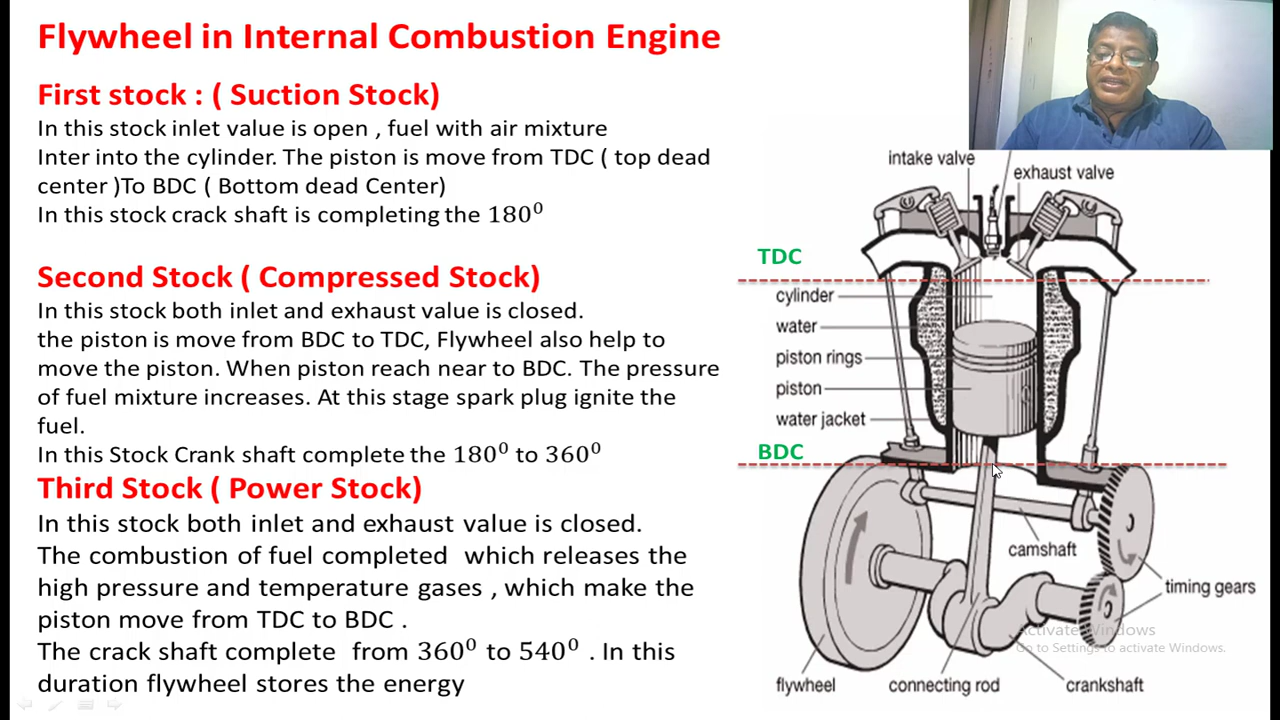 Flywheel in Internal Combustion Engine
First stock : ( Suction Stock)
In this stock inlet value is open , fuel with air mixture
Inter into the cylinder. The piston is move from TDC ( top dead
center )To BDC ( Bottom dead Center)
In this stock crack shaft is completing the 180⁰
Second Stock ( Compressed Stock)
In this stock both inlet and exhaust value is closed.
the piston is move from BDC to TDC, Flywheel also help to
move the piston. When piston reach near to BDC. The pressure
of fuel mixture increases. At this stage spark plug ignite the
fuel.
In this Stock Crank shaft complete the 180⁰ to 360⁰
Third Stock ( Power Stock)
In this stock both inlet and exhaust value is closed.
The combustion of fuel completed which releases the
high pressure and temperature gases , which make the
piston move from TDC to BDC .
The crack shaft complete from 360⁰ to 540⁰ . In this
duration flywheel stores the energy
intake valve
exhaust valve
TDC
cylinder
water
piston rings
piston
water jacket
BDC
camshaft
timing gears
flywheel
connecting rod
crankshaft
Activate Windows
Go to Settings to activate Windows.